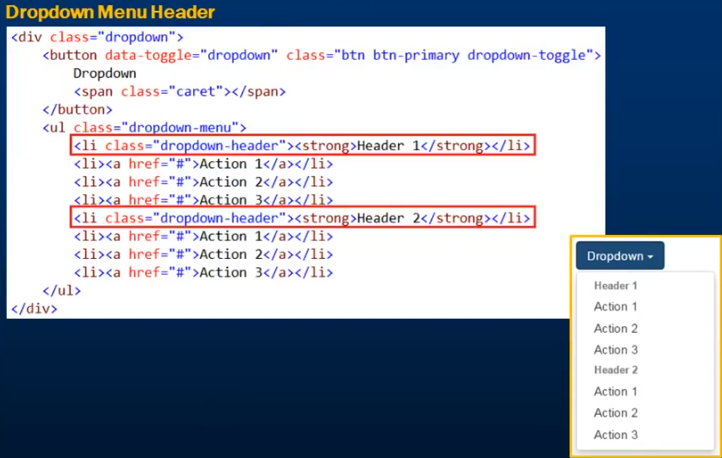 Dropdown Menu Header
<div class="dropdown">
<button data-toggle="dropdown" class="btn btn-primary dropdown-toggle">
Dropdown
<span class="caret"></span>
</button>
<ul class="dropdown-menu">
<li class="dropdown-header"><strong>Header 1</strong></li>
<li><a href="#">Action 1</a></li>
<li><a href="#">Action 2</a></li>
<li><a href="#">Action 3</a></li>
<li class="dropdown-header"><strong>Header 2</strong></li>
<li><a href="#">Action 1</a></li>
<li><a href="#">Action 2</a></li>
<li><a href="#">Action 3</a></li>
</ul>
</div>
Dropdown
Header 1
Action 1
Action 2
Action 3
Header 2
Action 1
Action 2
Action 3